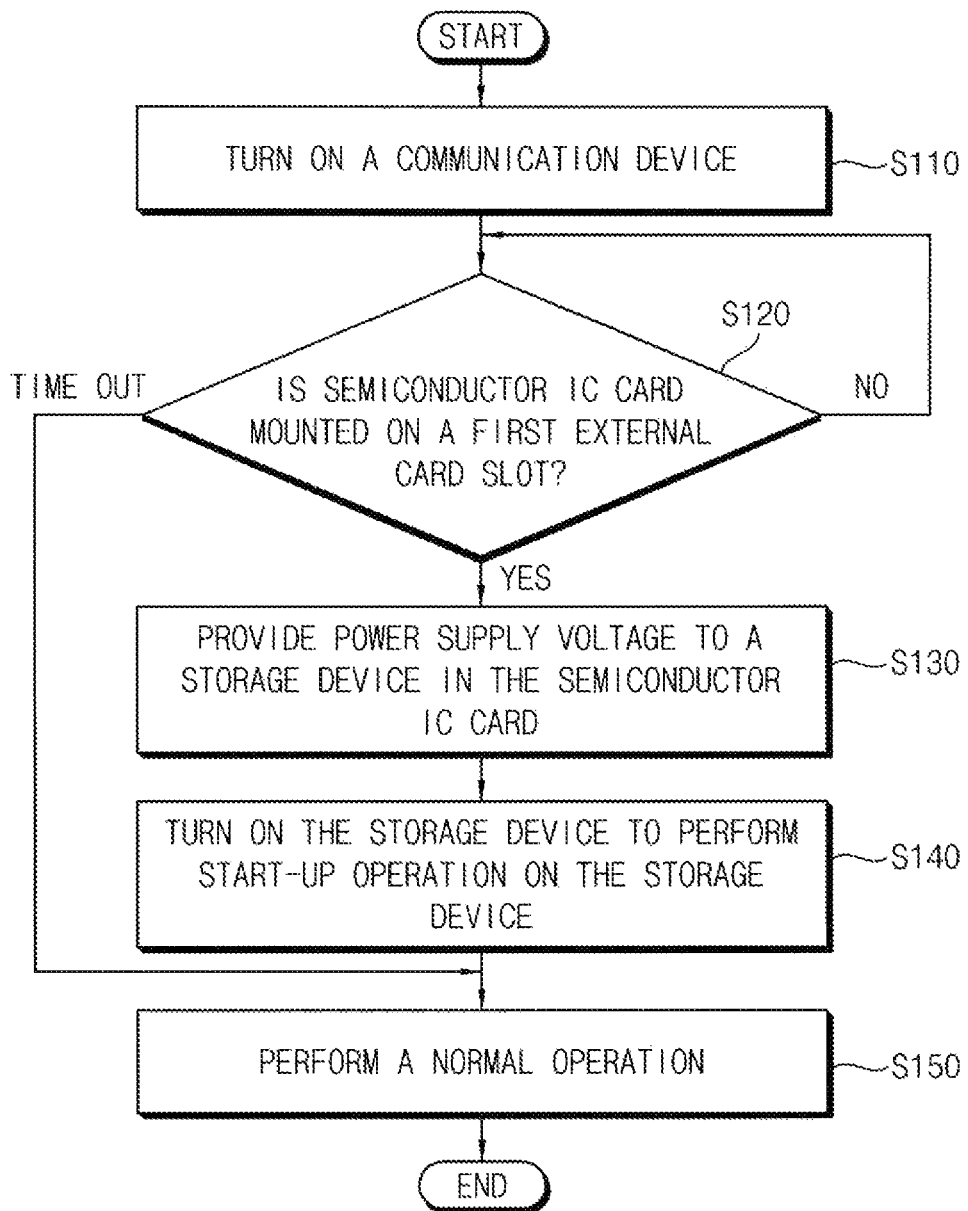 START
TURN ON A COMMUNICATION DEVICE
S110
S120
TIME OUT
IS SEMICONDUCTOR IC CARD
MOUNTED ON A FIRST EXTERNAL
CARD SLOT?
NO
YES
PROVIDE POWER SUPPLY VOLTAGE TO A
STORAGE DEVICE IN THE SEMICONDUCTOR
IC CARD
S130
TURN ON THE STORAGE DEVICE TO PERFORM
START-UP OPERATION ON THE STORAGE
DEVICE
S140
PERFORM A NORMAL OPERATION
S150
END